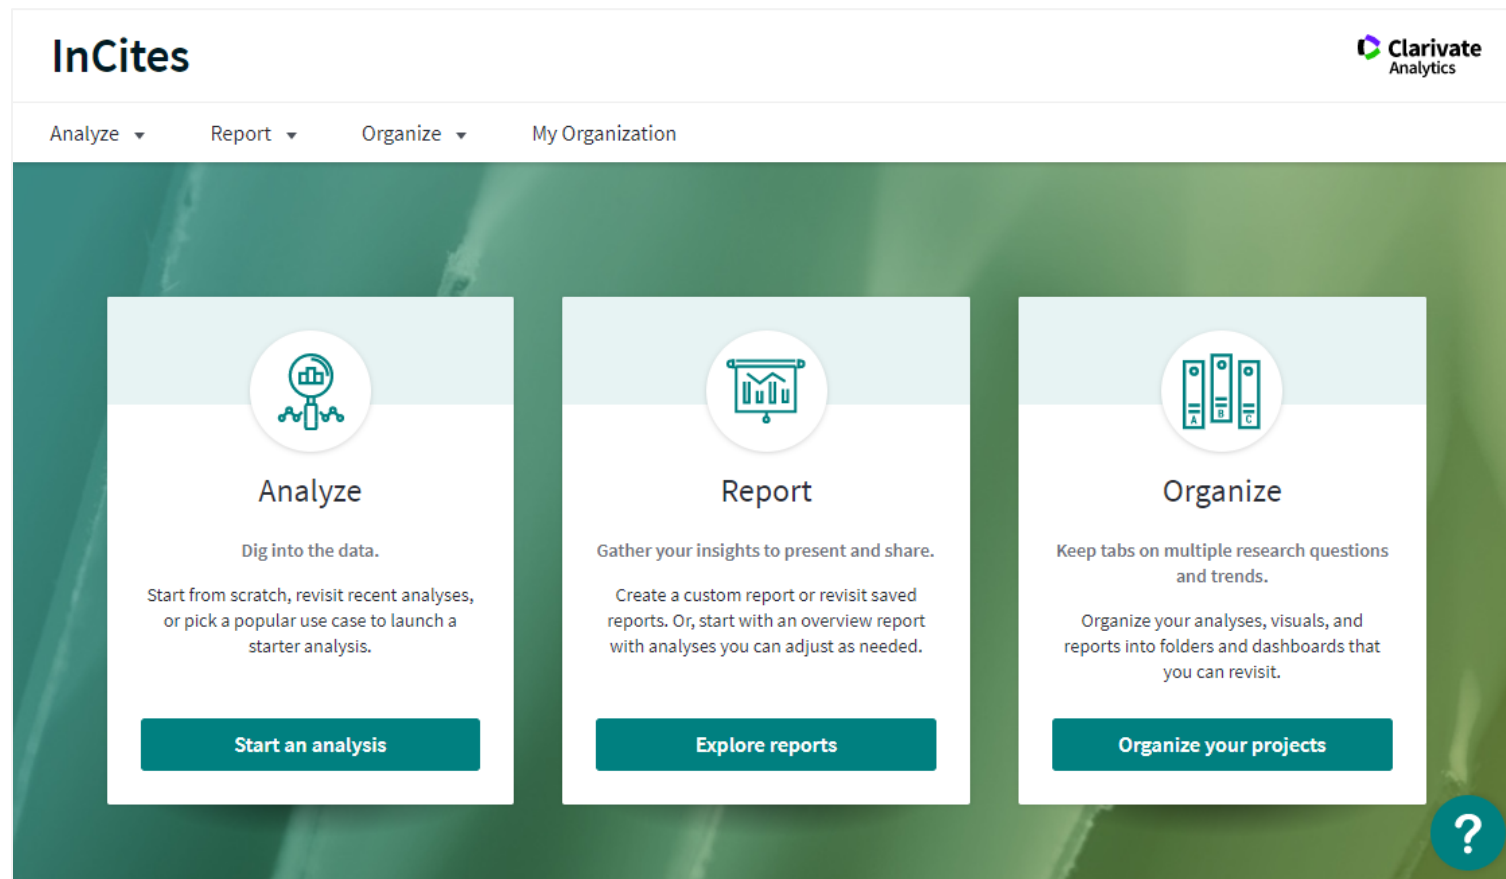 InCites
Clarivate
Analytics
Analyze
Report
Organize
My Organization
A
B
C
Analyze
Dig into the data.
Start from scratch, revisit recent analyses,
or pick a popular use case to launch a
starter analysis.
Start an analysis
Report
Gather your insights to present and share.
Create a custom report or revisit saved
reports. Or, start with an overview report
with analyses you can adjust as needed.
Explore reports
Organize
Keep tabs on multiple research questions
and trends.
Organize your analyses, visuals, and
reports into folders and dashboards that
you can revisit.
Organize your projects
?